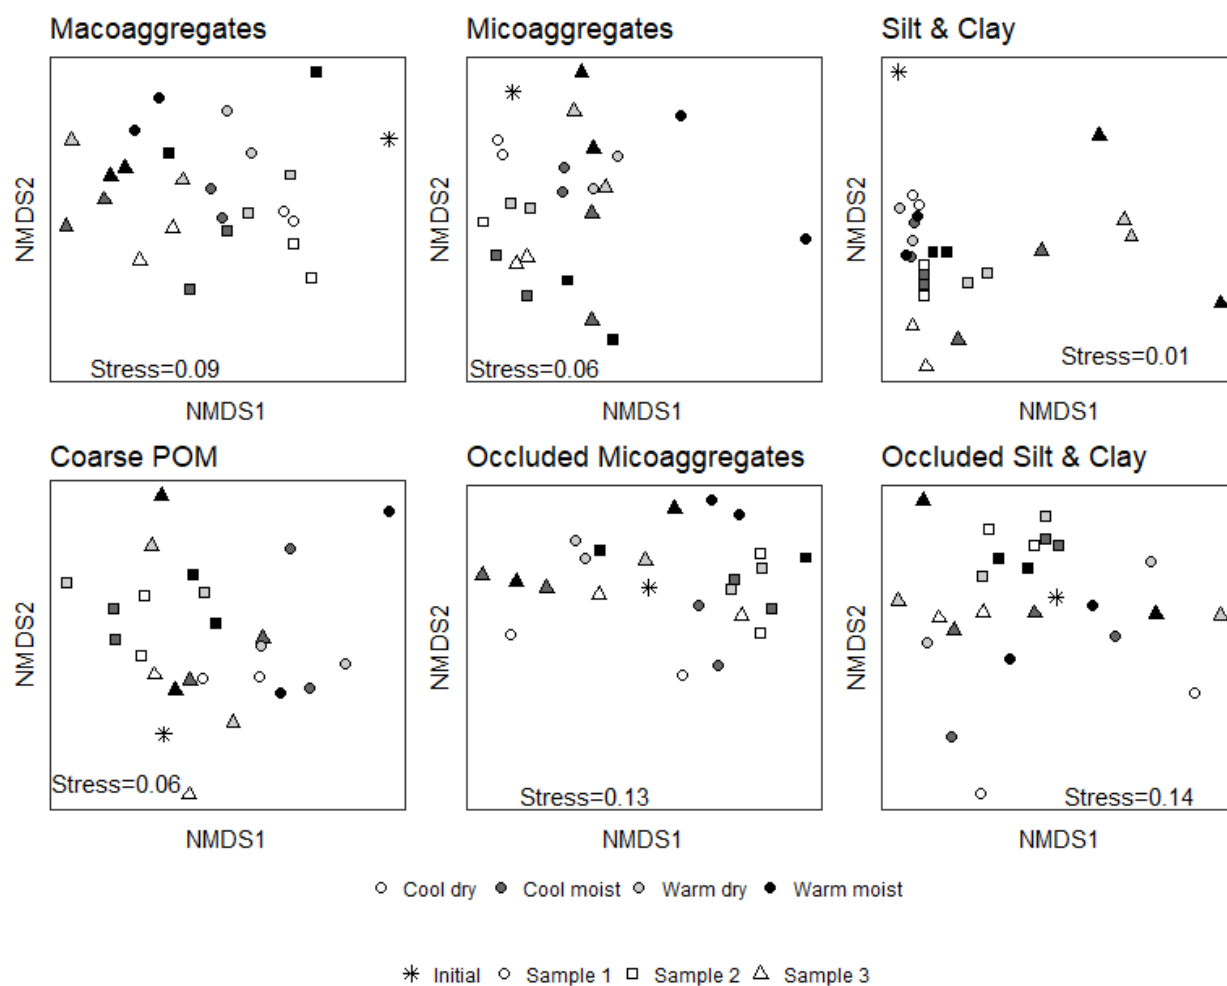 Macoaggregates
Micoaggregates
Silt & Clay
NMDS2
NMDS2
NMDS2
Stress=0.09
Stress=0.06
Stress=0.01
NMDS1
NMDS1
NMDS1
Coarse POM
Occluded Micoaggregates
Occluded Silt & Clay
NMDS2
NMDS2
NMDS2
Stress=0.06
Stress=0.13
Stress=0.14
NMDS1
NMDS1
NMDS1
Cool dry Cool moist Warm dry Warm moist
Initial Sample 1 Sample 2 Sample 3